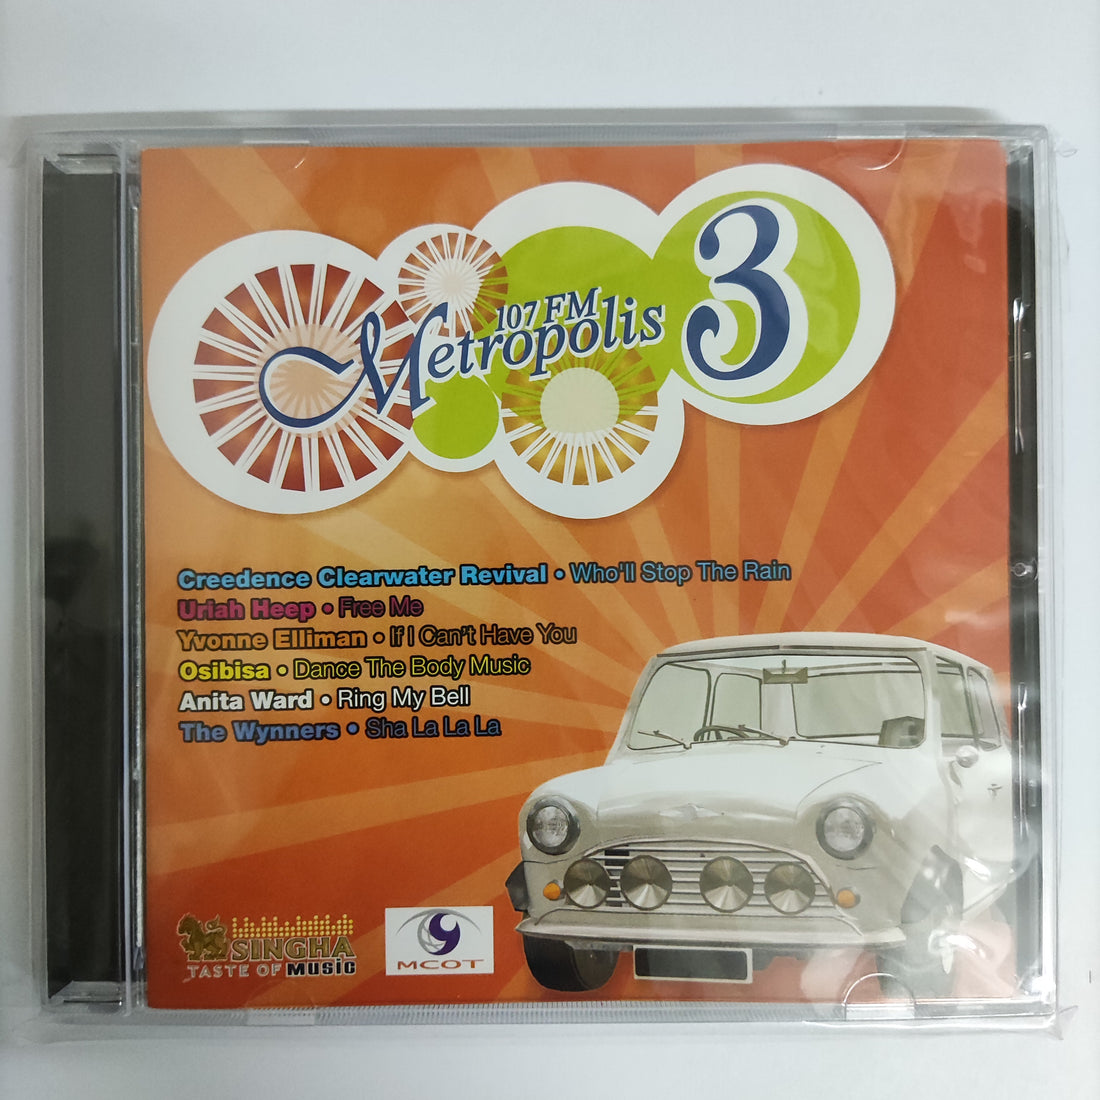 107 FM
Metropolis 3
Creedence Clearwater Revival • Who'll Stop The Rain
Uriah Heep • Free Me
Yvonne Elliman • If I Can't Have You
Osibisa • Dance The Body Music
Anita Ward • Ring My Bell
The Wynners • Sha La La La
SINGHA
TASTE OF MUSIC
MCOT